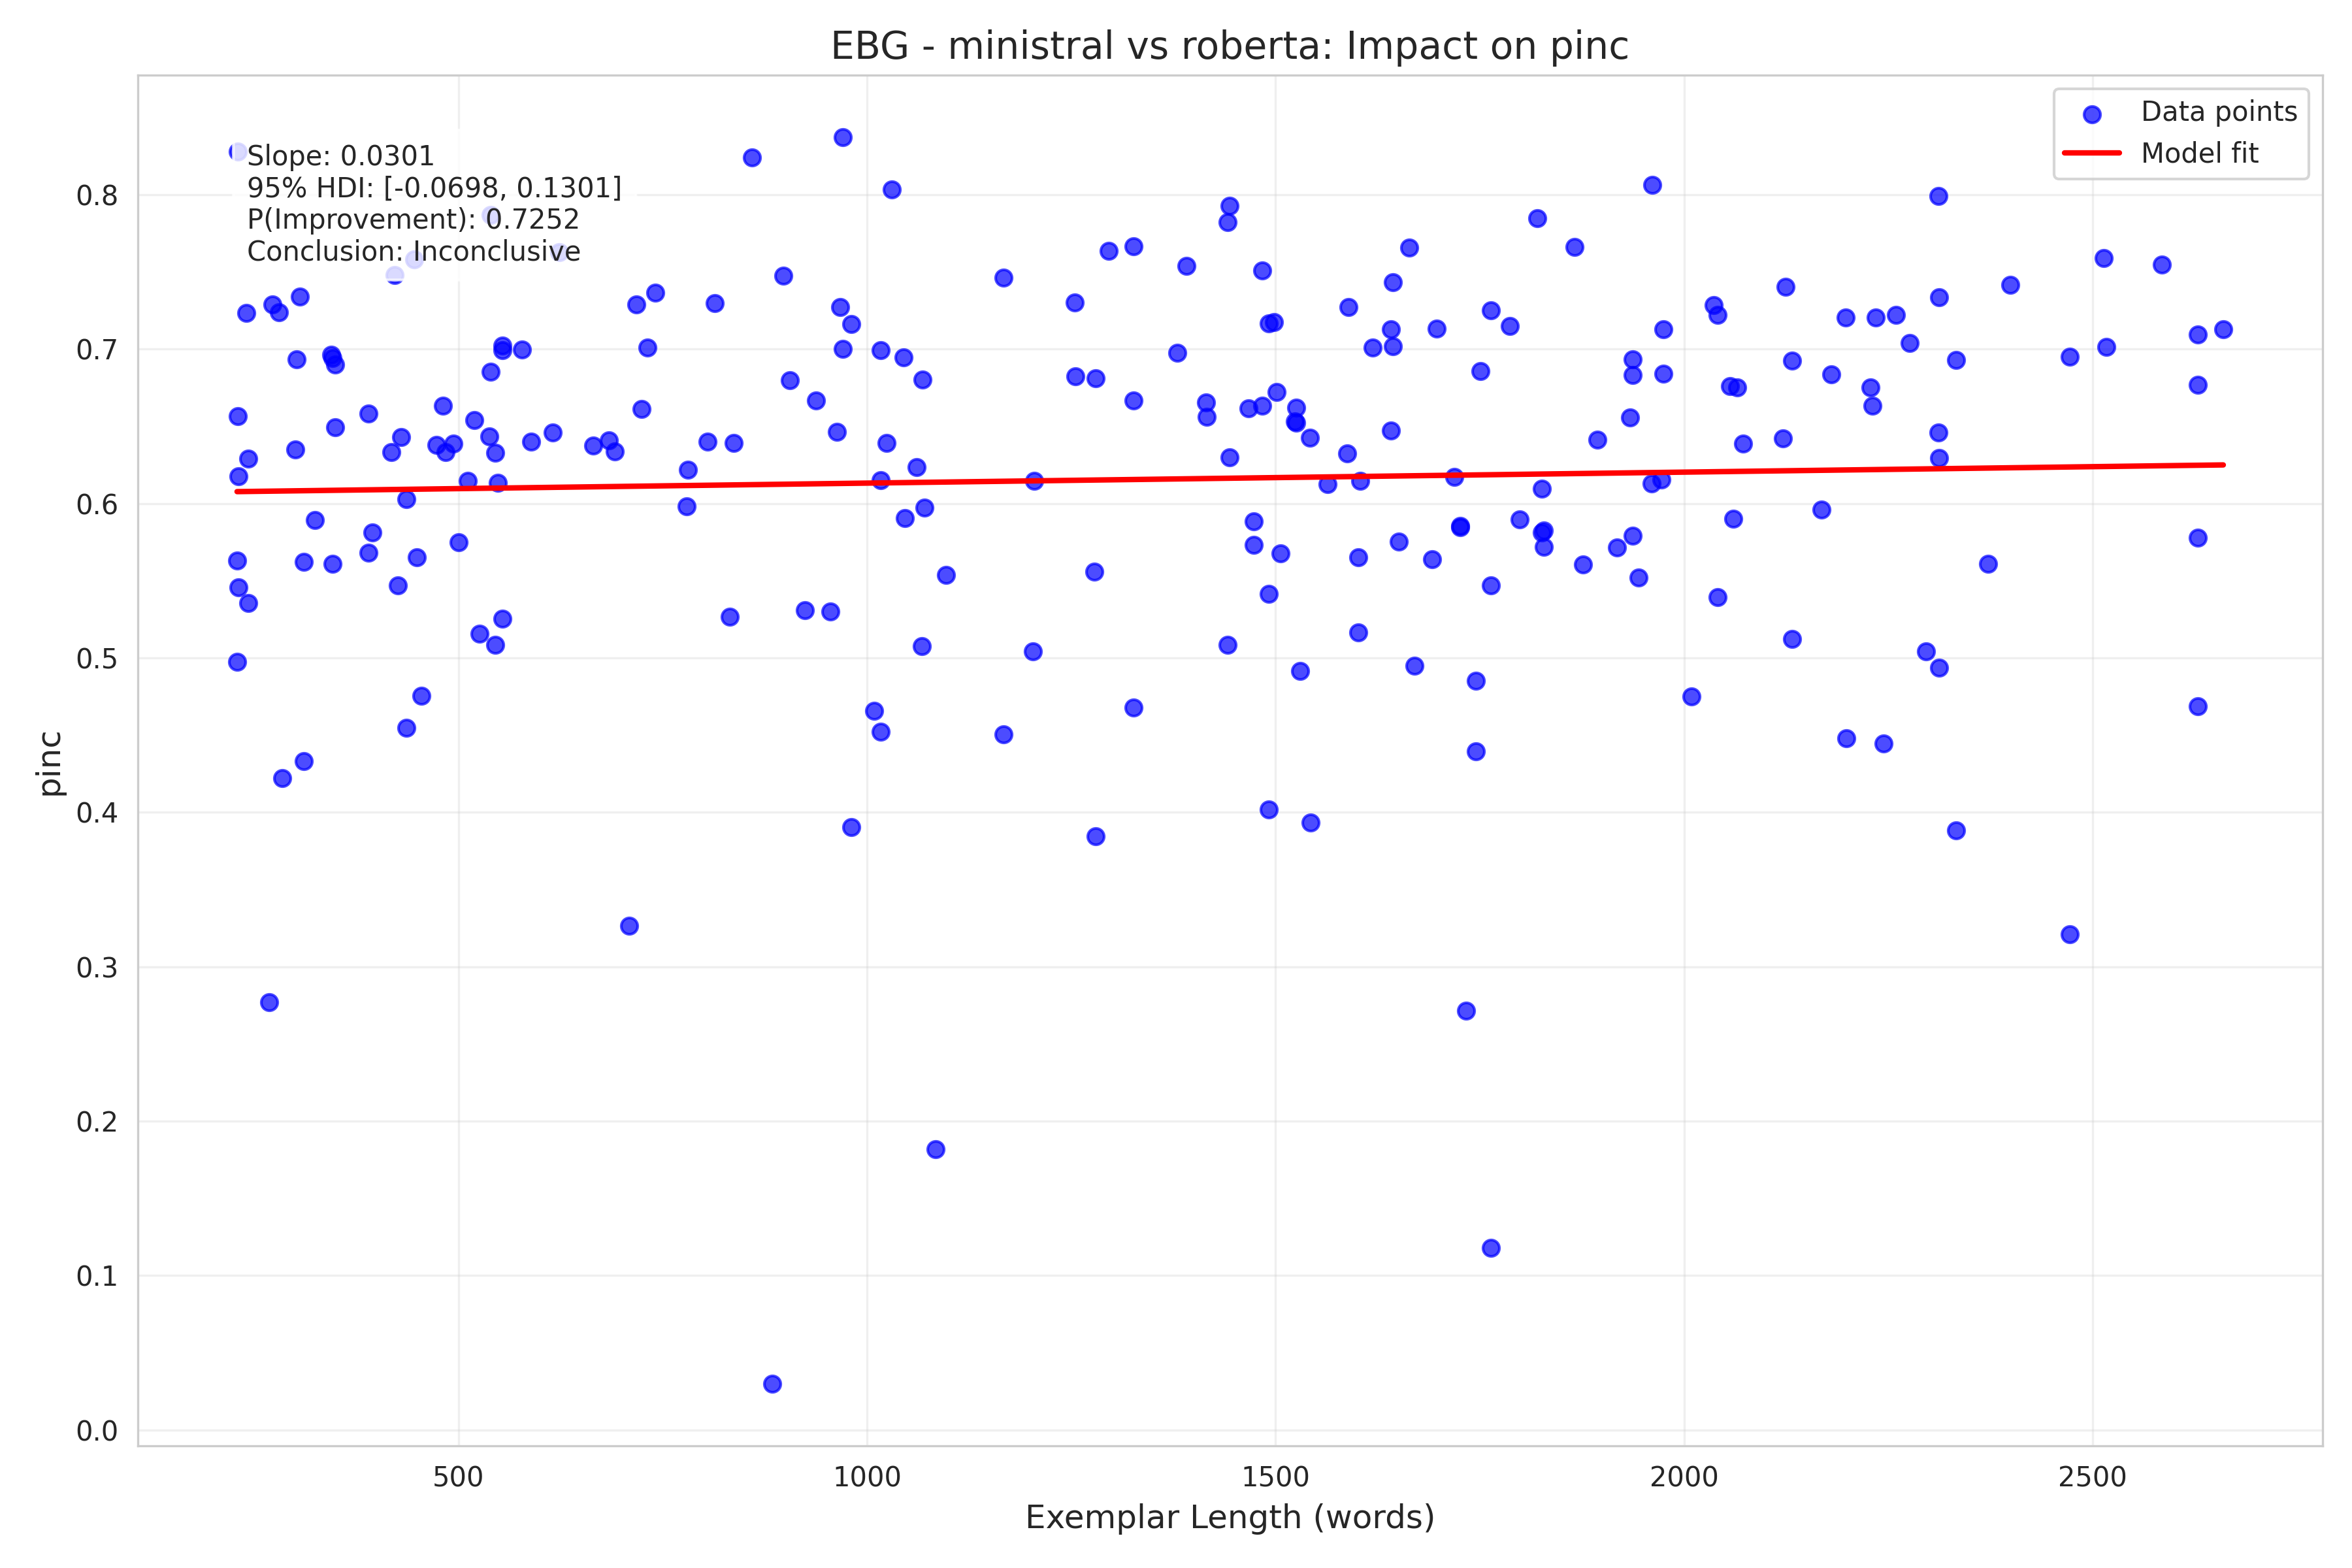 EBG - ministral vs roberta: Impact on pinc
Data points
Model fit
Slope: 0.0301
95% HDI: [-0.0698, 0.1301]
P(Improvement): 0.7252
Conclusion: Inconclusive
pinc
0.8
0.7
0.6
0.5
0.4
0.3
0.2
0.1
0.0
500
1000
1500
2000
2500
Exemplar Length (words)